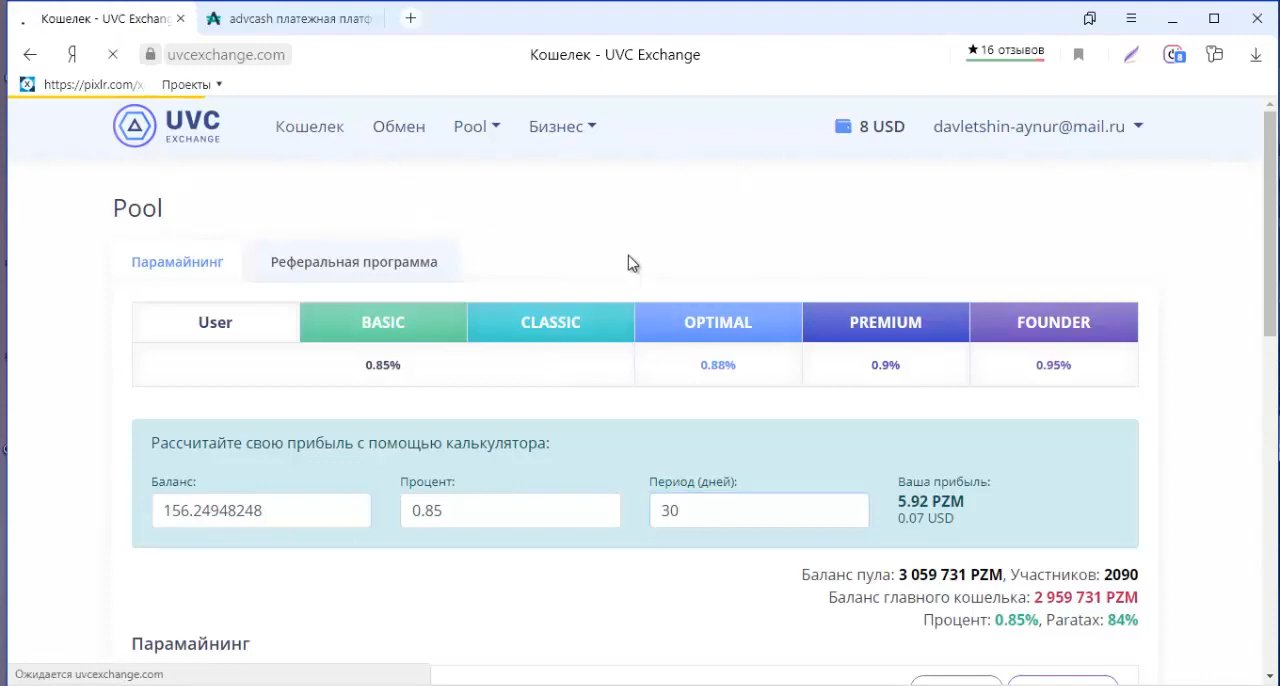 Кошелек - UVC Exchang
advcash платежная платф
uvcexchange.com
Кошелек - UVC Exchange
★ 16 отзывов
8
https://pixlr.com/x
Проекты
UVC
EXCHANGE
Кошелек
Обмен
Pool
Бизнес
8 USD
davletshin-aynur@mail.ru
Pool
Парамайнинг
Реферальная программа
User BASIC CLASSIC OPTIMAL PREMIUM FOUNDER
0.85% 0.88% 0.9% 0.95%
Рассчитайте свою прибыль с помощью калькулятора:
Баланс: Процент: Период (дней): Ваша прибыль:
156.24948248 0.85 30 5.92 PZM
0.07 USD
Баланс пула: 3 059 731 PZM, Участников: 2090
Баланс главного кошелька: 2 959 731 PZM
Процент: 0.85%, Paratax: 84%
Парамайнинг
Ожидается uvcexchange.com